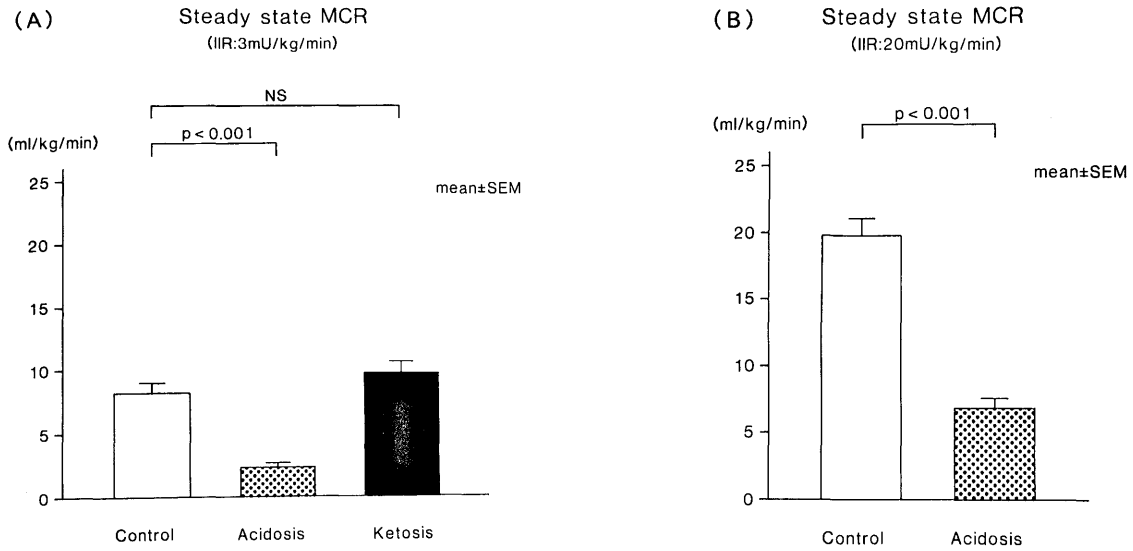 (A)
Steady state MCR
(IIR:3mU/kg/min)
NS
p < 0.001
(ml/kg/min)
mean±SEM
25
20
15
10
5
0
Control Acidosis Ketosis
(B)
Steady state MCR
(IIR:20mU/kg/min)
p < 0.001
(ml/kg/min)
mean±SEM
25
20
15
10
5
0
Control Acidosis